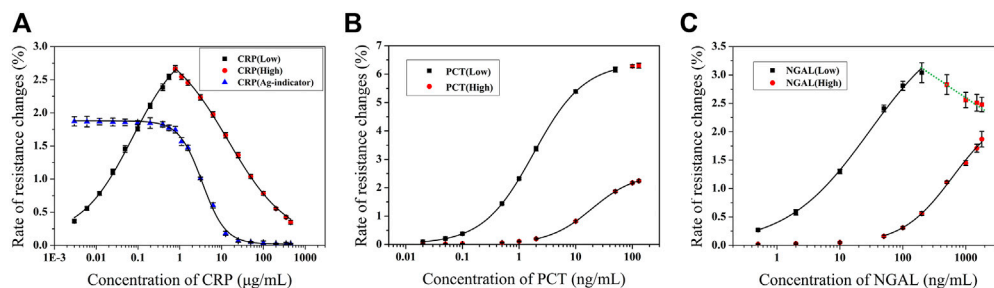 A
Rate of resistance changes (%)
3.0
2.5
2.0
1.5
1.0
0.5
0.0
CRP(Low)
CRP(High)
CRP(Ag-indicator)
1E-3 0.01 0.1 1 10 100 1000
Concentration of CRP (μg/mL)
B
Rate of resistance changes (%)
7
6
5
4
3
2
1
0
PCT(Low)
PCT(High)
0.01 0.1 1 10 100
Concentration of PCT (ng/mL)
C
Rate of resistance changes (%)
3.5
3.0
2.5
2.0
1.5
1.0
0.5
0.0
NGAL(Low)
NGAL(High)
1 10 100 1000
Concentration of NGAL (ng/mL)